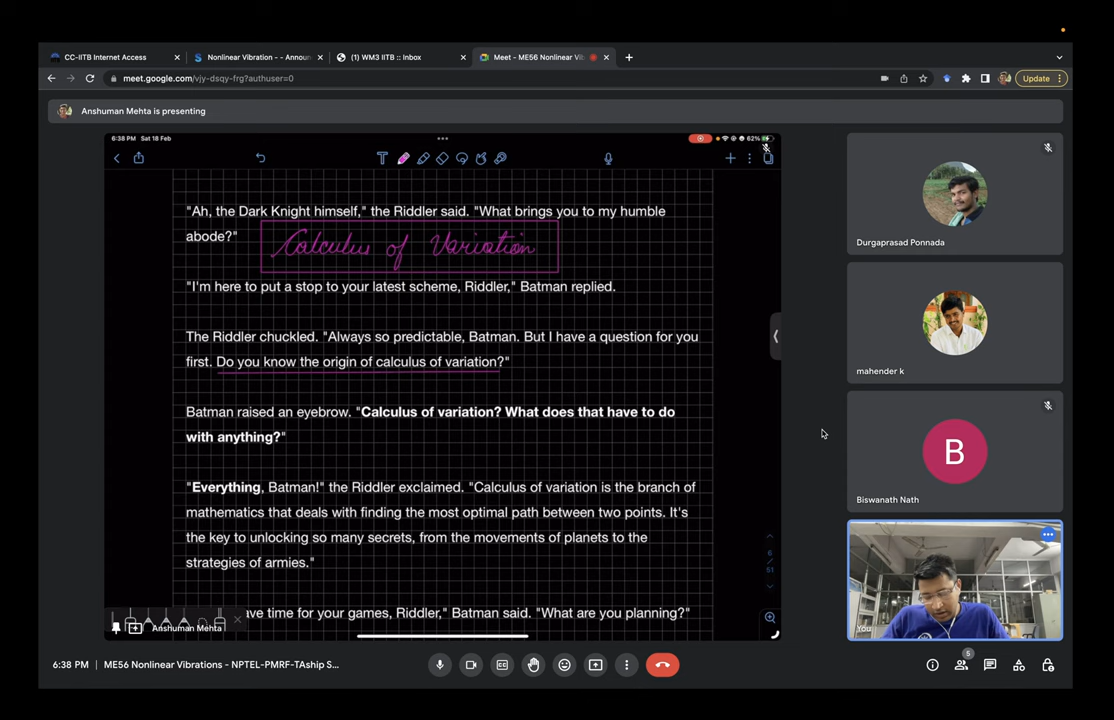 CC-IITB Internet Access
Nonlinear Vibration - - Announ
(1) WM3 IITB :: Inbox
Meet - ME56 Nonlinear Vib
meet.google.com/vjy-dsqy-frg?authuser=0
Update
Anshuman Mehta is presenting
6:38 PM Sat 18 Feb
62%
"Ah, the Dark Knight himself," the Riddler said. "What brings you to my humble
abode?"
Calculus of Variation
"I'm here to put a stop to your latest scheme, Riddler," Batman replied.
The Riddler chuckled. "Always so predictable, Batman. But I have a question for you
first. Do you know the origin of calculus of variation?"
Batman raised an eyebrow. "Calculus of variation? What does that have to do
with anything?"
"Everything, Batman!" the Riddler exclaimed. "Calculus of variation is the branch of
mathematics that deals with finding the most optimal path between two points. It's
the key to unlocking so many secrets, from the movements of planets to the
strategies of armies."
ave time for your games, Riddler," Batman said. "What are you planning?"
6
/
51
Anshuman Mehta
Durgaprasad Ponnada
mahender k
B
Biswanath Nath
You
6:38 PM | ME56 Nonlinear Vibrations - NPTEL-PMRF-TAship S...
5